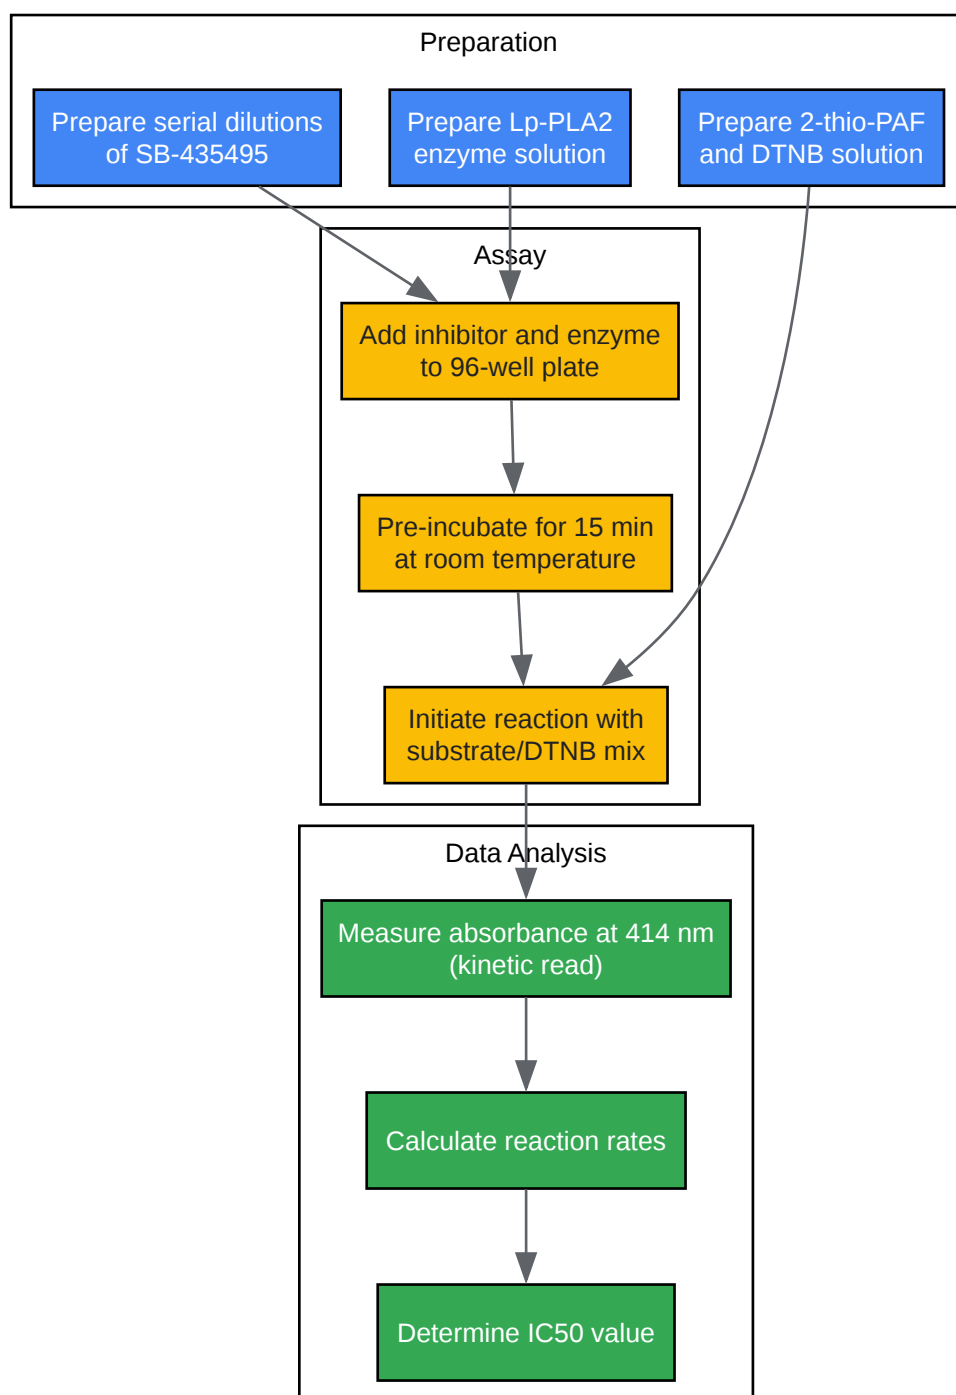 Preparation
Prepare serial dilutions
of SB-435495
Prepare Lp-PLA2
enzyme solution
Prepare 2-thio-PAF
and DTNB solution
Assay
Add inhibitor and enzyme
to 96-well plate
Pre-incubate for 15 min
at room temperature
Initiate reaction with
substrate/DTNB mix
Data Analysis
Measure absorbance at 414 nm
(kinetic read)
Calculate reaction rates
Determine IC50 value